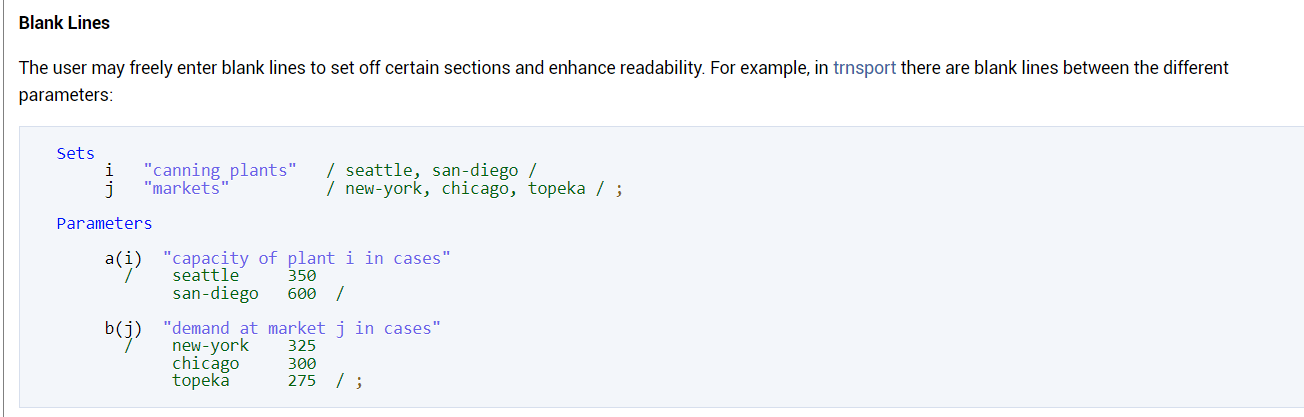 Blank Lines
The user may freely enter blank lines to set off certain sections and enhance readability. For example, in trnsport there are blank lines between the different
parameters:
Sets
i "canning plants" / seattle, san-diego /
j "markets" / new-york, chicago, topeka / ;
Parameters
a(i) "capacity of plant i in cases"
/ seattle 350
san-diego 600 /
b(j) "demand at market j in cases"
/ new-york 325
chicago 300
topeka 275 / ;